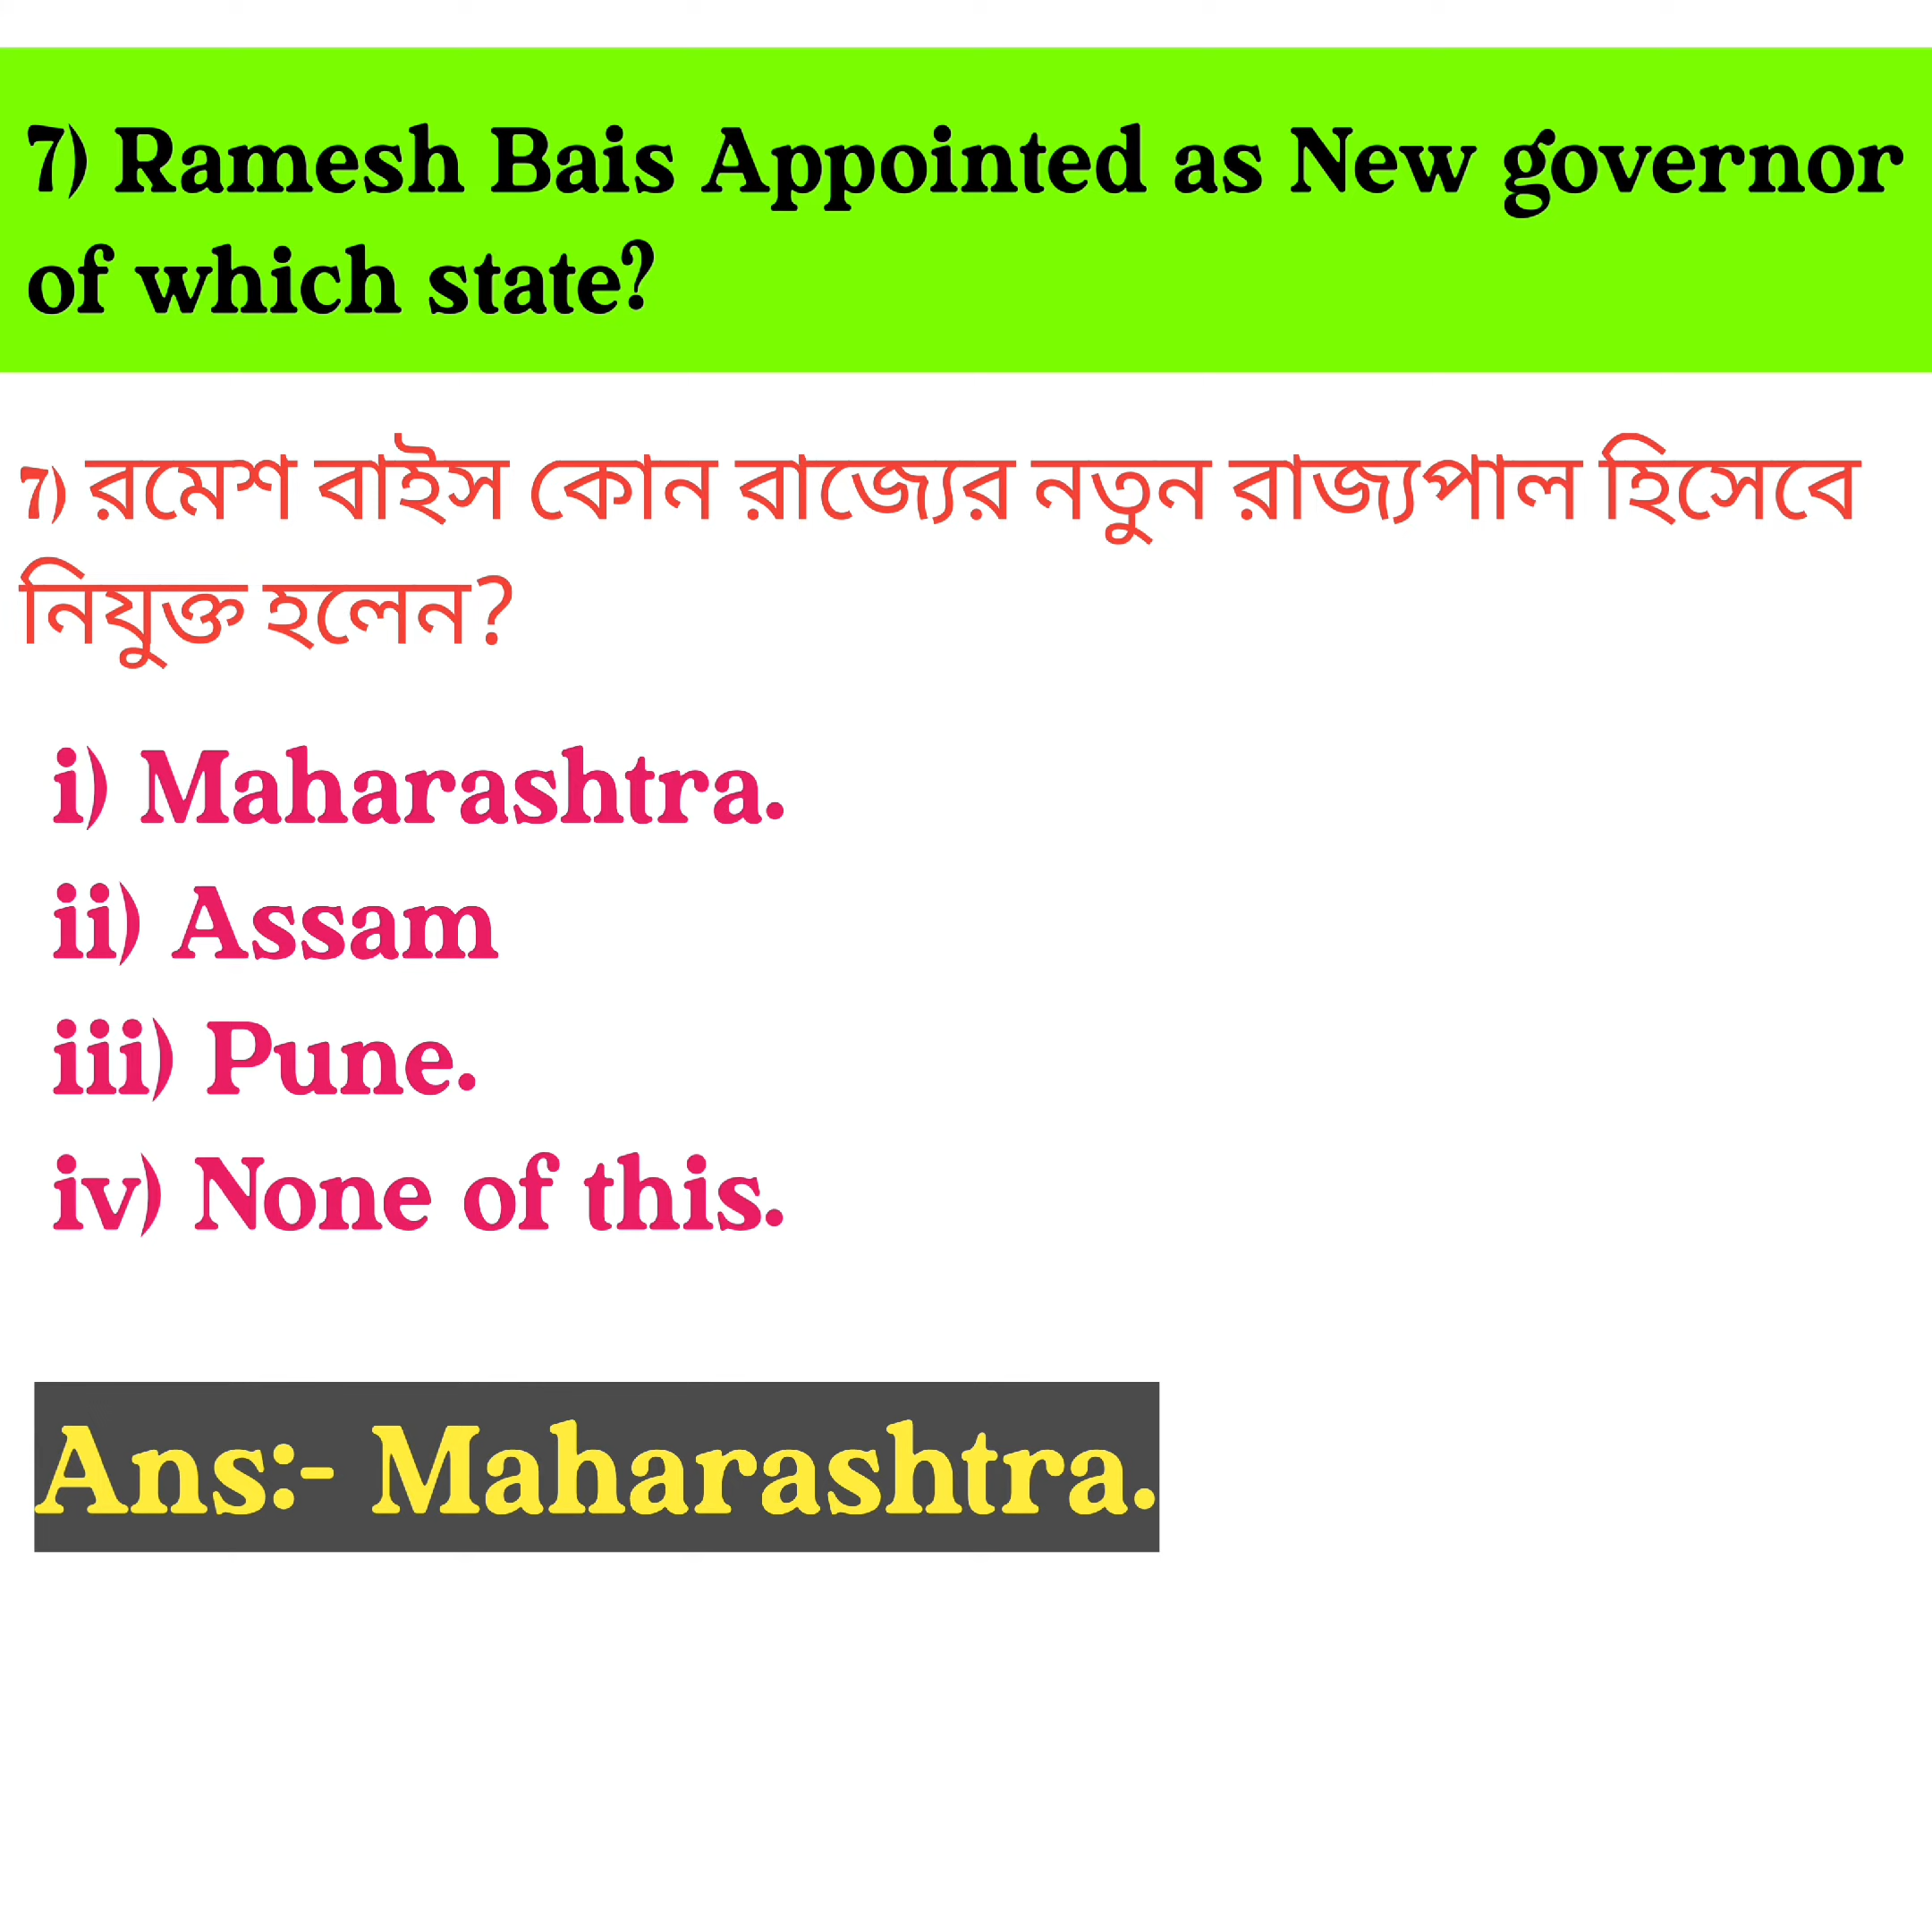 7) Ramesh Bais Appointed as New governor
of which state?
7) রমেশ বাইস কোন রাজ্যের নতুন রাজ্যপাল হিসেবে
নিযুক্ত হলেন?
i) Maharashtra.
ii) Assam
iii) Pune.
iv) None of this.
Ans:- Maharashtra.